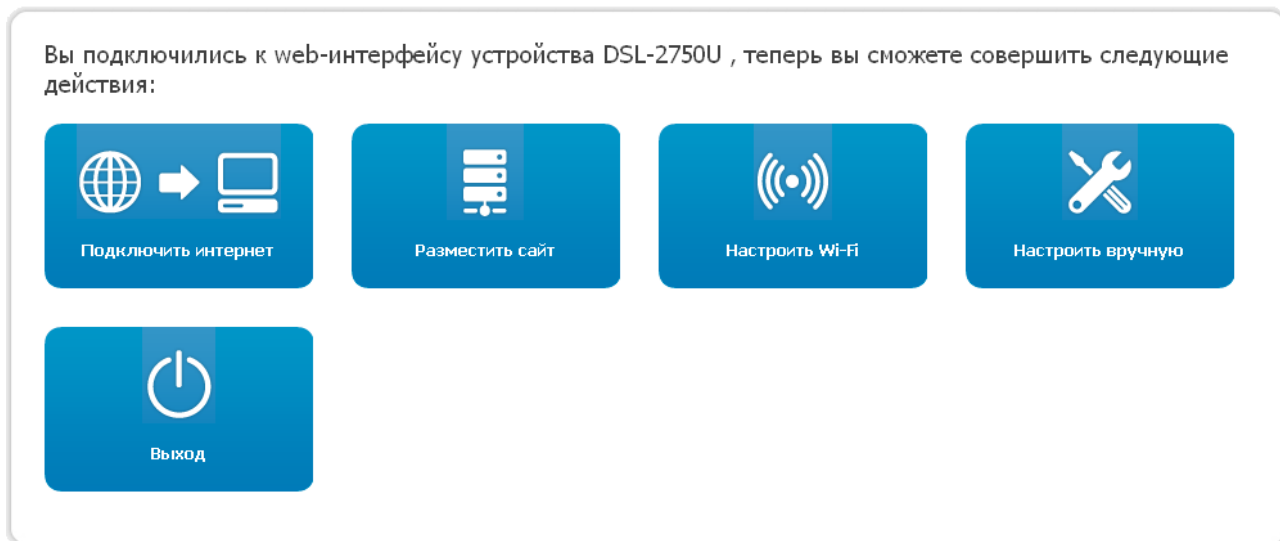 Вы подключились к web-интерфейсу устройства DSL-2750U , теперь вы сможете совершить следующие
действия:
Подключить интернет
Разместить сайт
Настроить Wi-Fi
Настроить вручную
Выход